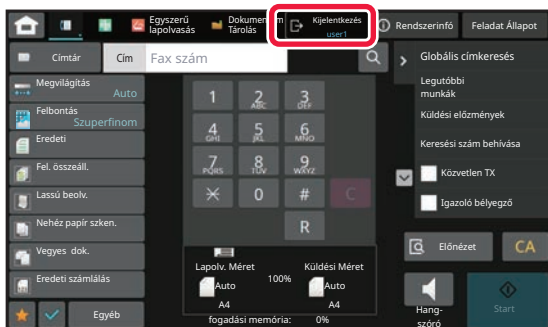 Egyszerű
lapolvasás
Dokumentum
Tárolás
Kijelentkezés
user1
Rendszerinfó
Feladat Állapot
Címtár
Cím
Fax szám
Globális címkeresés
Legutóbbi
munkák
Küldési előzmények
Keresési szám behívása
Közvetlen TX
Igazoló bélyegző
Megvilágítás
Auto
Felbontás
Szuperfinom
Eredeti
Fel. összeáll.
Lassú beolv.
Nehéz papír szken.
Vegyes dok.
Eredeti számlálás
Egyéb
1
2
ABC
3
DEF
4
GHI
5
JKL
6
MNO
7
PQRS
8
TUV
9
WXYZ
0
#
C
R
Lapolv. Méret
Küldési Méret
Auto
100%
Auto
A4
A4
fogadási memória: 0%
Előnézet
CA
Hang-
szóró
Start